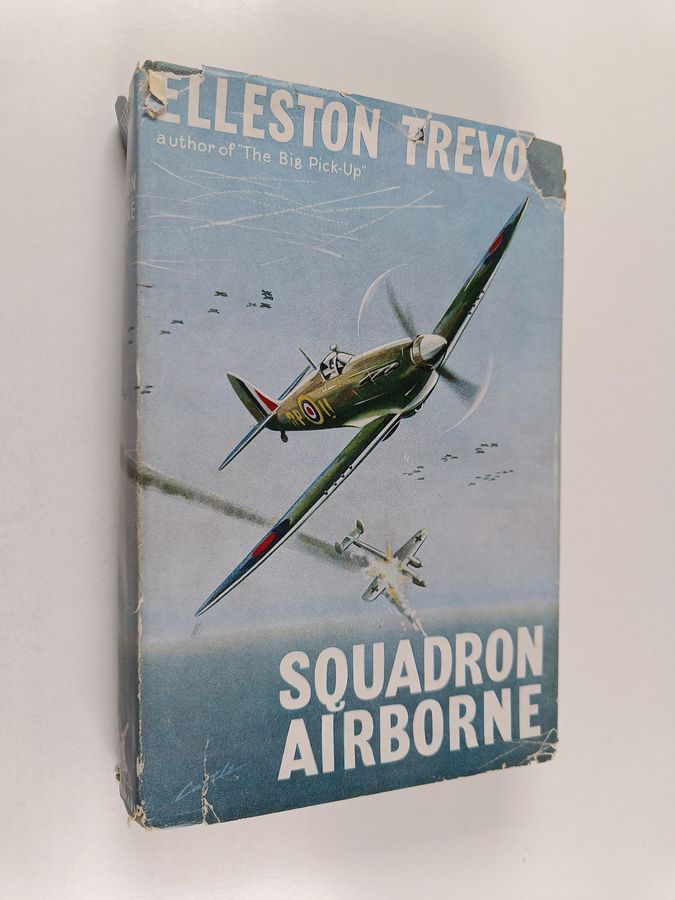 ELLESTON TREVO
author of "The Big Pick-Up"
SQUADRON
AIRBORNE